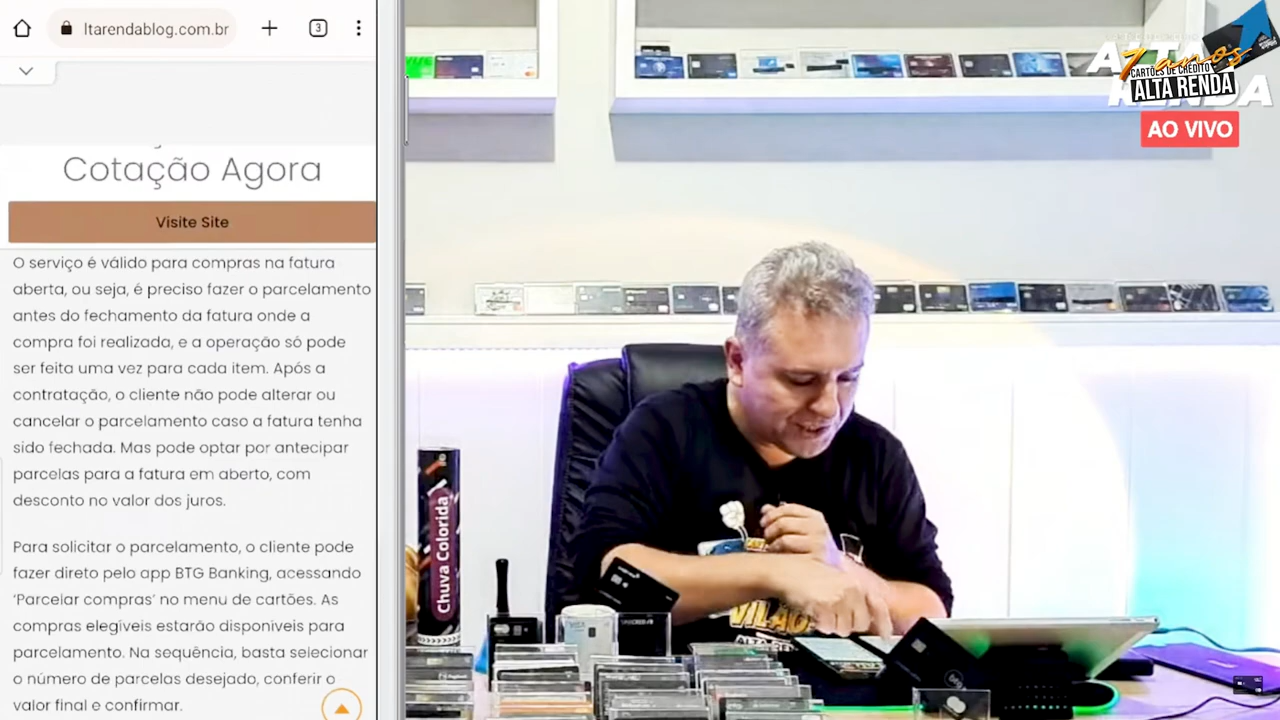 ltarendablog.com.br
3
Cotação Agora
Visite Site
O serviço é válido para compras na fatura
aberta, ou seja, é preciso fazer o parcelamento
antes do fechamento da fatura onde a
compra foi realizada, e a operação só pode
ser feita uma vez para cada item. Após a
contratação, o cliente não pode alterar ou
cancelar o parcelamento caso a fatura tenha
sido fechada. Mas pode optar por antecipar
parcelas para a fatura em aberto, com
desconto no valor dos juros.
Para solicitar o parcelamento, o cliente pode
fazer direto pelo app BTG Banking, acessando
'Parcelar compras' no menu de cartões. As
compras elegíveis estarão disponíveis para
parcelamento. Na sequência, basta selecionar
o número de parcelas desejado, conferir o
valor final e confirmar.
ALTA
RENDA
7 anos
CARTÕES DE CRÉDITO
ALTA RENDA
AO VIVO
Chuva Colorida